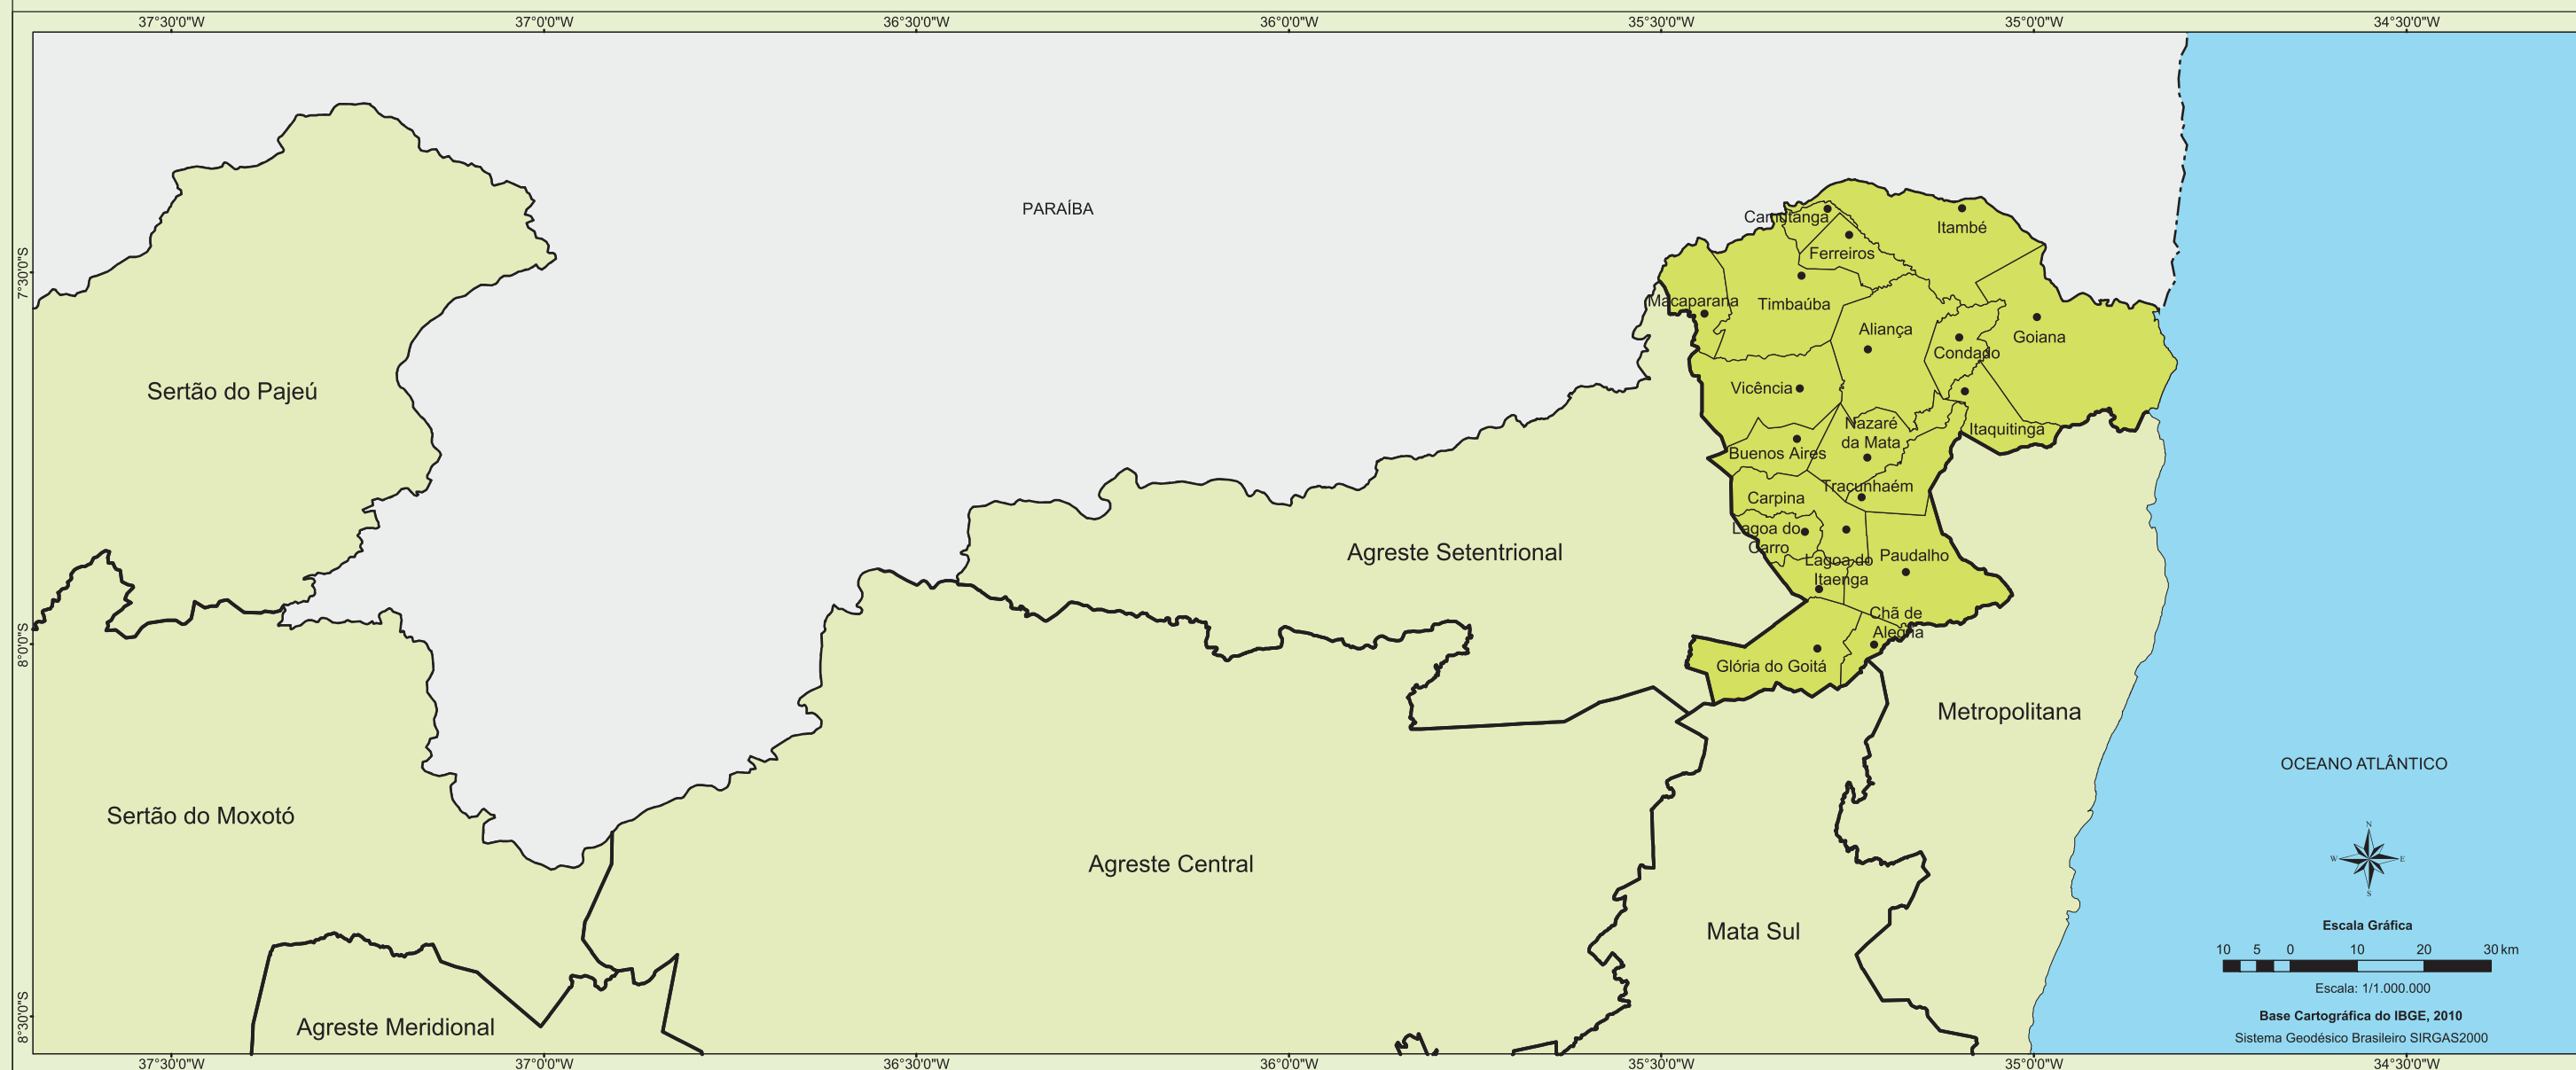 37°30'0"W
37°0'0"W
36°30'0"W
36°0'0"W
35°30'0"W
35°0'0"W
34°30'0"W
7°30'0"S
8°0'0"S
8°30'0"S
PARAÍBA
Camutanga
Itambé
Ferreiros
Macaparana
Timbaúba
Aliança
Goiana
Condado
Sertão do Pajeú
Vicência
Nazaré
da Mata
Itaquitinga
Buenos Aires
Tracunhaém
Carpina
Lagoa do
Carro
Agreste Setentrional
Lagoa do
Itaenga
Paudalho
Chã de
Alegria
Glória do Goitá
Metropolitana
OCEANO ATLÂNTICO
Sertão do Moxotó
Agreste Central
N
W
E
S
Mata Sul
Agreste Meridional
Escala Gráfica
10 5 0 10 20 30 km
Escala: 1/1.000.000
Base Cartográfica do IBGE, 2010
Sistema Geodésico Brasileiro SIRGAS2000
37°30'0"W
37°0'0"W
36°30'0"W
36°0'0"W
35°30'0"W
35°0'0"W
34°30'0"W